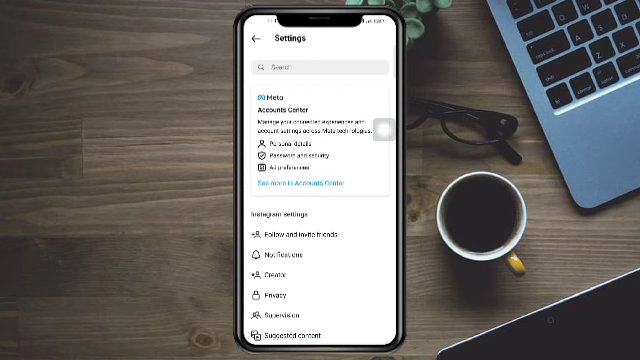 Settings
Search
Meta
Accounts Center
Manage your connected experiences and
account settings across Meta technologies.
Personal details
Password and security
Ad preferences
See more in Accounts Center
Instagram settings
Follow and invite friends
Notifications
Creator
Privacy
Supervision
Suggested content